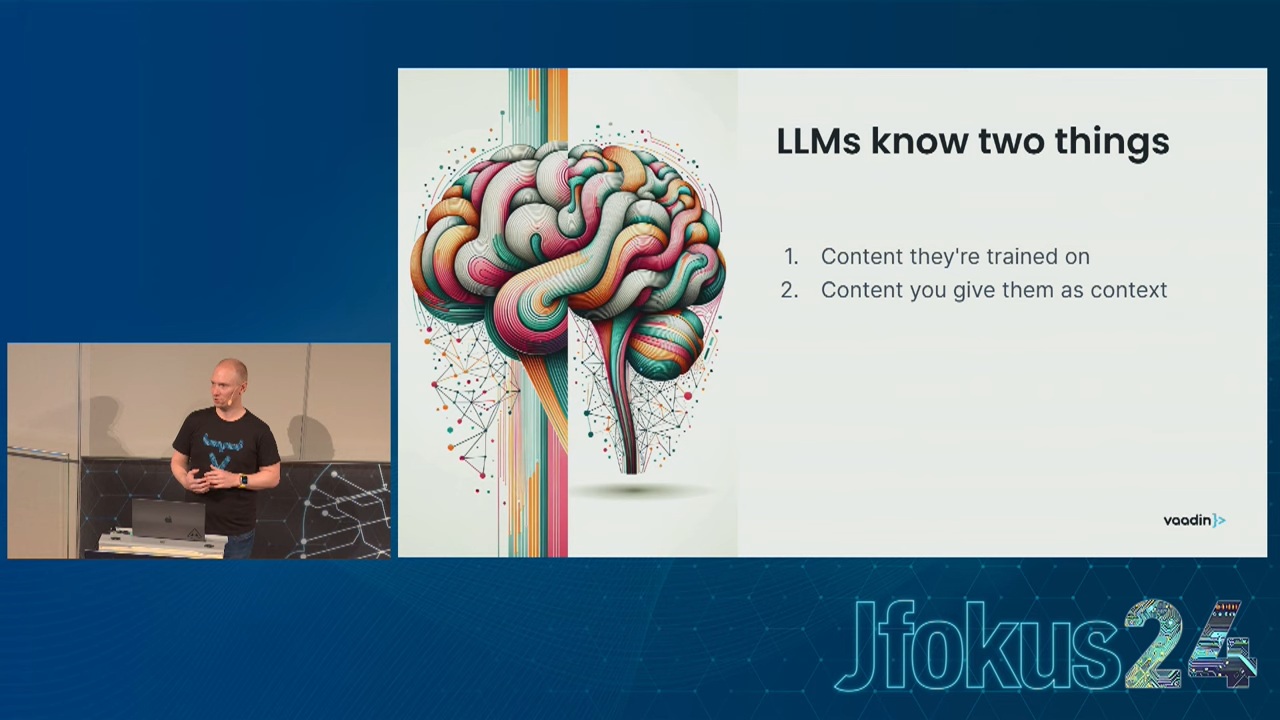 LLMs know two things
1. Content they're trained on
2. Content you give them as context
vaadin}>
Jfokus24